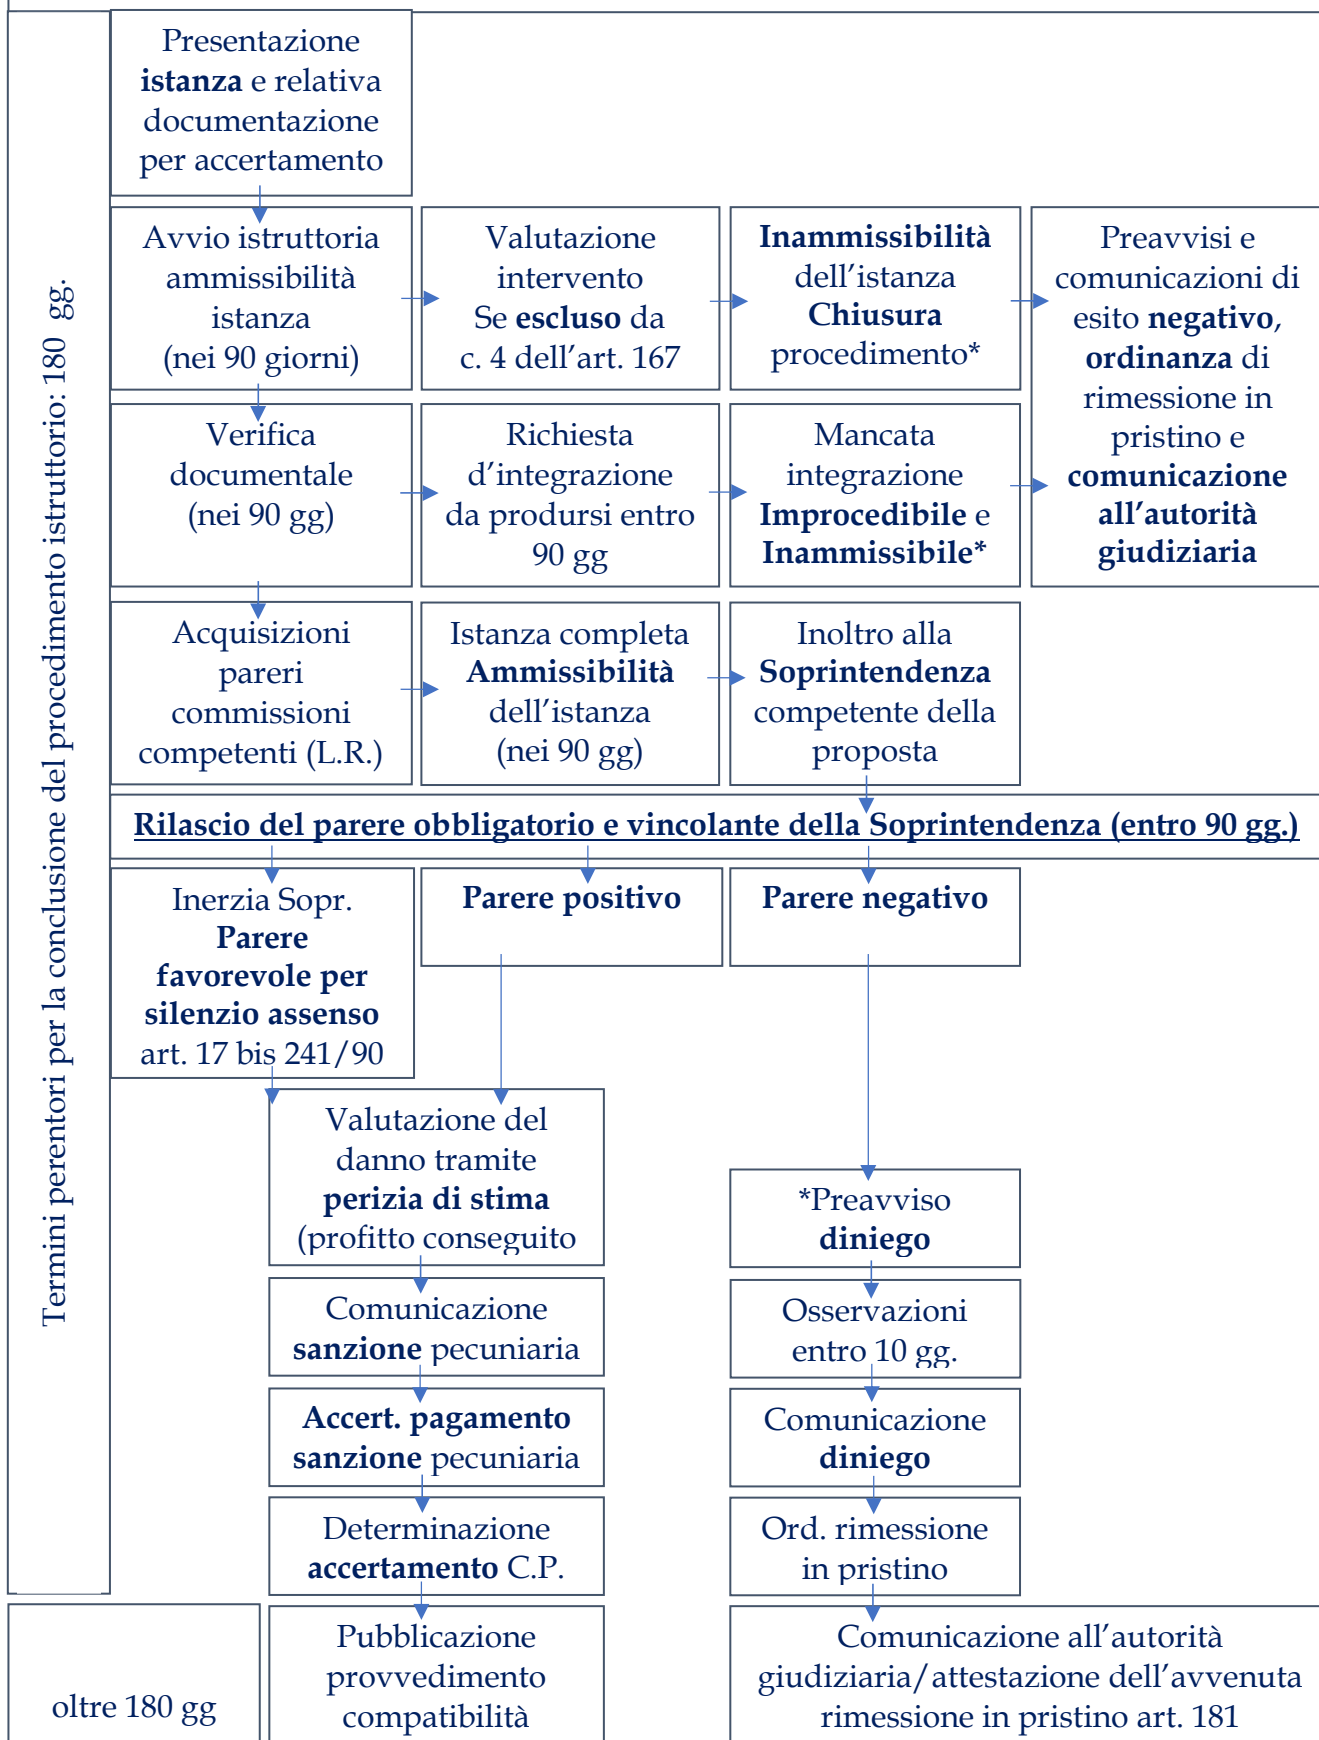 Termini perentori per la conclusione del procedimento istruttorio: 180 gg.
Presentazione
istanza e relativa
documentazione
per accertamento
Avvio istruttoria
ammissibilità
istanza
(nei 90 giorni)
Valutazione
intervento
Se escluso da
c. 4 dell’art. 167
Inammissibilità
dell’istanza
Chiusura
procedimento*
Preavvisi e
comunicazioni di
esito negativo,
ordinanza di
rimessione in
pristino e
comunicazione
all’autorità
giudiziaria
Verifica
documentale
(nei 90 gg)
Richiesta
d’integrazione
da prodursi entro
90 gg
Mancata
integrazione
Improcedibile e
Inammissibile*
Acquisizioni
pareri
commissioni
competenti (L.R.)
Istanza completa
Ammissibilità
dell’istanza
(nei 90 gg)
Inoltro alla
Soprintendenza
competente della
proposta
Rilascio del parere obbligatorio e vincolante della Soprintendenza (entro 90 gg.)
Inerzia Sopr.
Parere
favorevole per
silenzio assenso
art. 17 bis 241/90
Parere positivo
Parere negativo
Valutazione del
danno tramite
perizia di stima
(profitto conseguito
*Preavviso
diniego
Comunicazione
sanzione pecuniaria
Osservazioni
entro 10 gg.
Accert. pagamento
sanzione pecuniaria
Comunicazione
diniego
Determinazione
accertamento C.P.
Ord. rimessione
in pristino
oltre 180 gg
Pubblicazione
provvedimento
compatibilità
Comunicazione all’autorità
giudiziaria/attestazione dell’avvenuta
rimessione in pristino art. 181